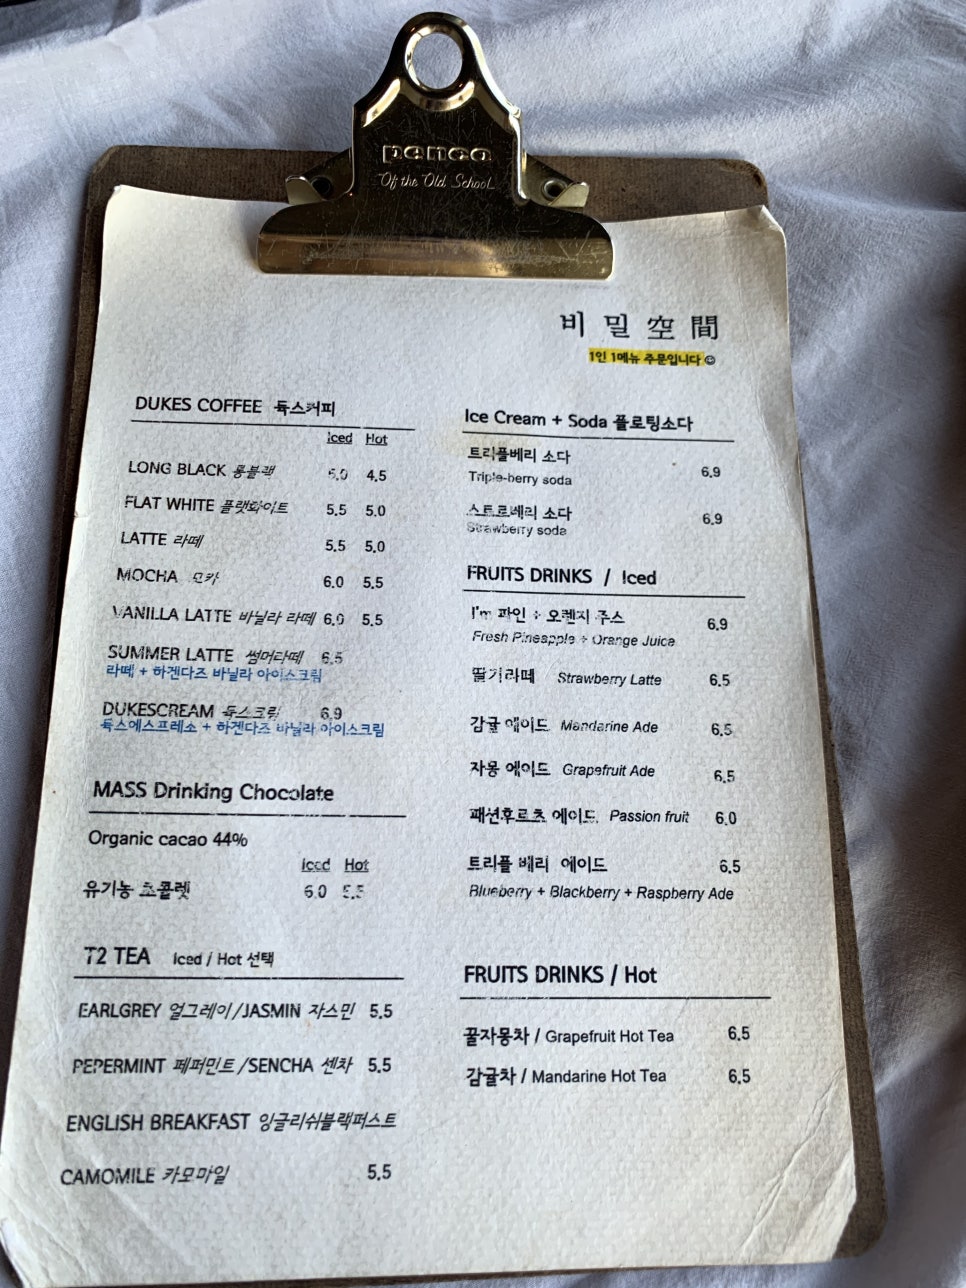 penco
Of the Old School
비밀空間
1인 1메뉴 주문입니다
DUKES COFFEE 듁스커피
Iced Hot
LONG BLACK 롱블랙 5.0 4.5
FLAT WHITE 플랫화이트 5.5 5.0
LATTE 라떼 5.5 5.0
MOCHA 모카 6.0 5.5
VANILLA LATTE 바닐라 라떼 6.0 5.5
SUMMER LATTE 썸머라떼 6.5
라떼 + 하겐다즈 바닐라 아이스크림
DUKESCREAM 듁스크림 6.9
듁스에스프레소 + 하겐다즈 바닐라 아이스크림
MASS Drinking Chocolate
Organic cacao 44%
Iced Hot
유기농 초콜렛 6.0 5.5
T2 TEA Iced / Hot 선택
EARLGREY 얼그레이/JASMIN 자스민 5.5
PEPERMINT 페퍼민트/SENCHA 센차 5.5
ENGLISH BREAKFAST 잉글리쉬블랙퍼스트
CAMOMILE 카모마일 5.5
Ice Cream + Soda 플로팅소다
트리플베리 소다 6.9
Triple-berry soda
스트로베리 소다 6.9
Strawberry soda
FRUITS DRINKS / Iced
I'm 파인 + 오렌지 주스 6.9
Fresh Pineapple + Orange Juice
딸기라떼 Strawberry Latte 6.5
감귤 에이드 Mandarine Ade 6.5
자몽 에이드 Grapefruit Ade 6.5
패션후르츠 에이드 Passion fruit 6.0
트리플 베리 에이드 6.5
Blueberry + Blackberry + Raspberry Ade
FRUITS DRINKS / Hot
꿀자몽차 / Grapefruit Hot Tea 6.5
감귤차 / Mandarine Hot Tea 6.5